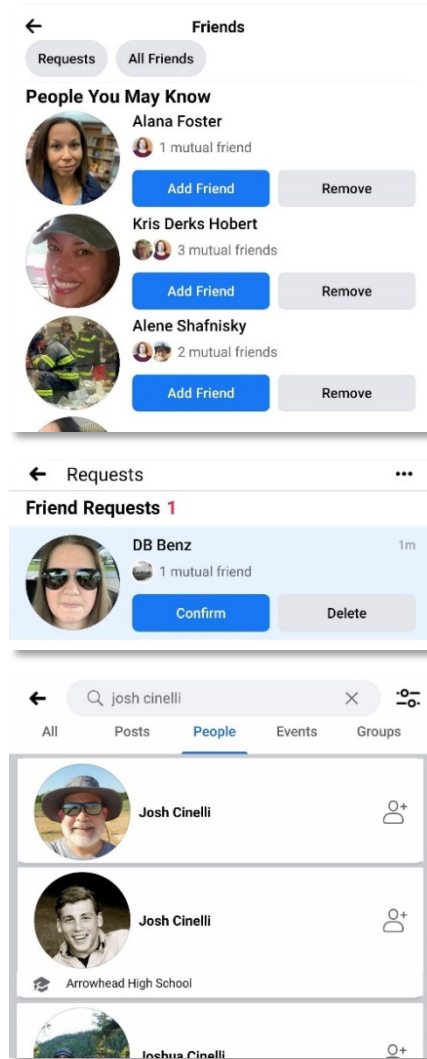 Friends
Requests All Friends
People You May Know
Alana Foster
1 mutual friend
Add Friend Remove
Kris Derks Hobert
3 mutual friends
Add Friend Remove
Alene Shafnisky
2 mutual friends
Add Friend Remove
Requests
Friend Requests 1
DB Benz 1m
1 mutual friend
Confirm Delete
josh cinelli
All Posts People Events Groups
Josh Cinelli
Josh Cinelli
Arrowhead High School
Joshua Cinelli